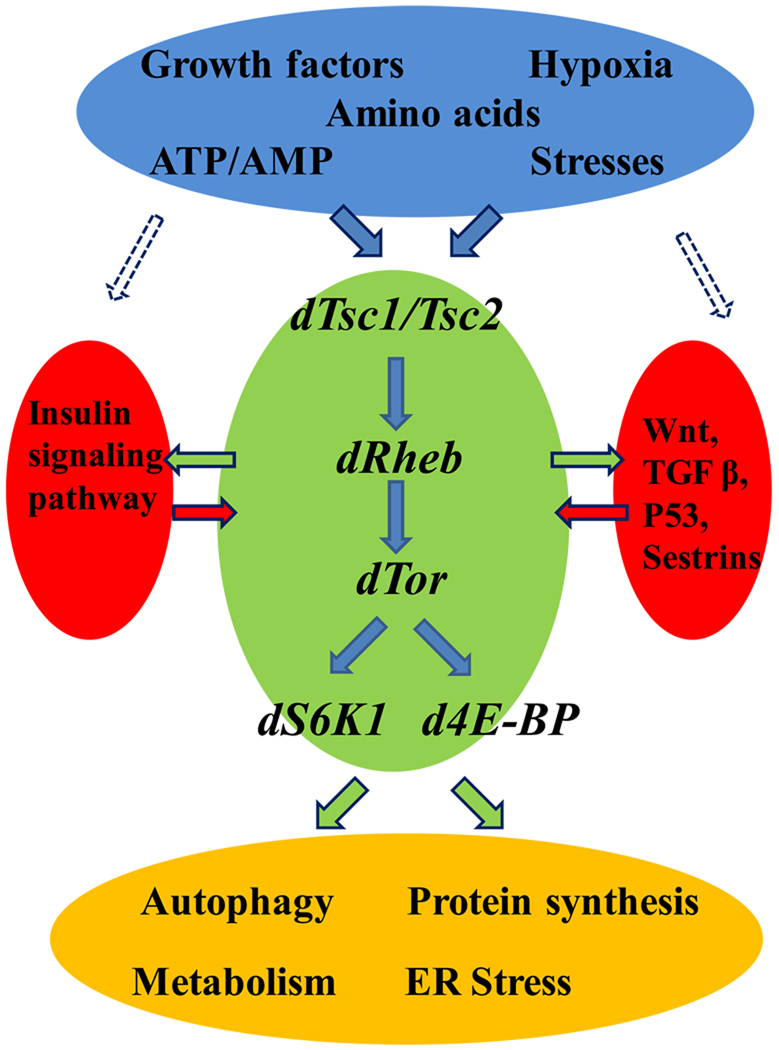 Growth factors Hypoxia
Amino acids
ATP/AMP Stresses
dTsc1/Tsc2
Insulin
signaling
pathway
Wnt,
TGF β,
P53,
Sestrins
dRheb
dTor
dS6K1 d4E-BP
Autophagy Protein synthesis
Metabolism ER Stress